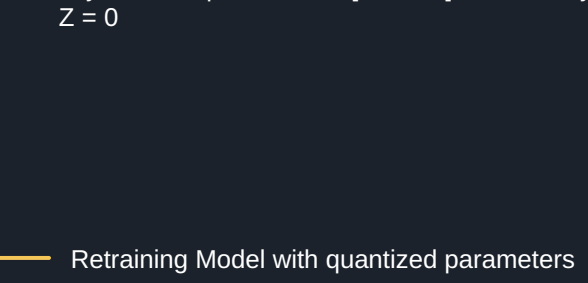 Z = 0
Retraining Model with quantized parameters